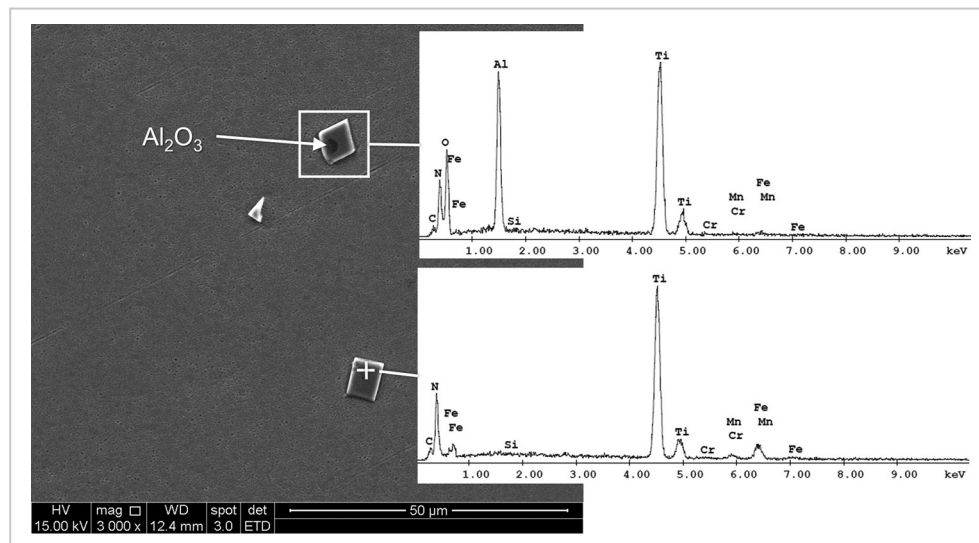 Al₂O₃
Al
Ti
O
Fe
N
Fe
C
Si
Ti
Cr
Mn
Cr
Fe
Mn
Fe
1.00 2.00 3.00 4.00 5.00 6.00 7.00 8.00 9.00 keV
Ti
N
Fe
Fe
C
Si
Ti
Cr
Mn
Cr
Fe
Mn
Fe
1.00 2.00 3.00 4.00 5.00 6.00 7.00 8.00 9.00 keV
HV mag □ WD spot det
15.00 kV 3 000 x 12.4 mm 3.0 ETD
50 µm